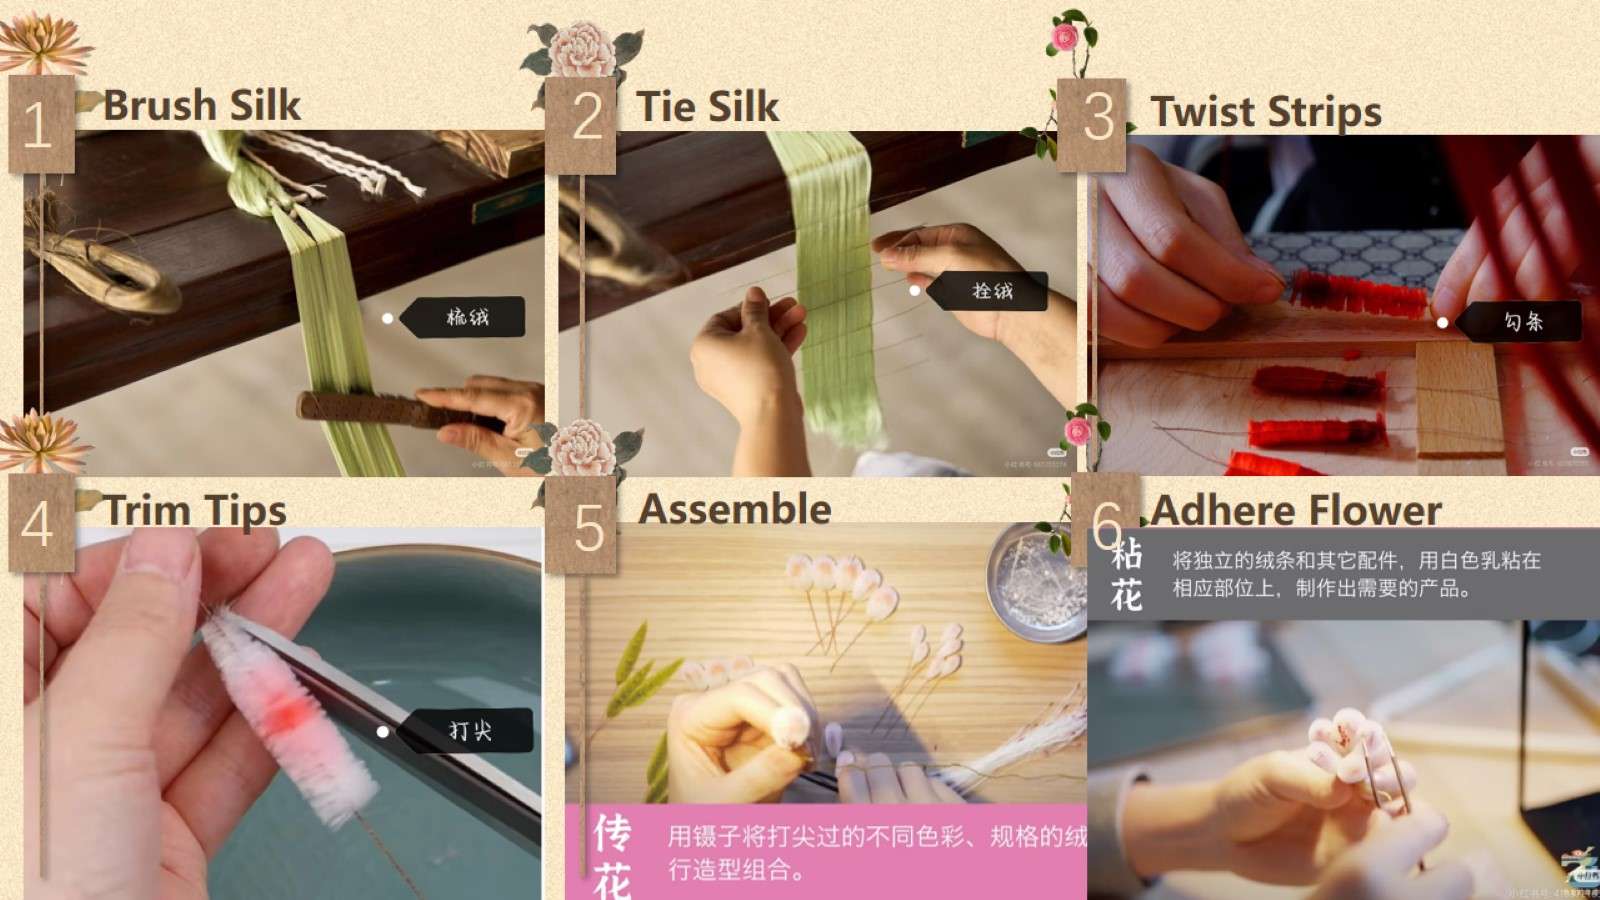 1
Brush Silk
梳绒
2
Tie Silk
拴绒
3
Twist Strips
勾条
4
Trim Tips
打尖
5
Assemble
传花
用镊子将打尖过的不同色彩、规格的绒
行造型组合。
6
Adhere Flower
粘花
将独立的绒条和其它配件，用白色乳粘在
相应部位上，制作出需要的产品。